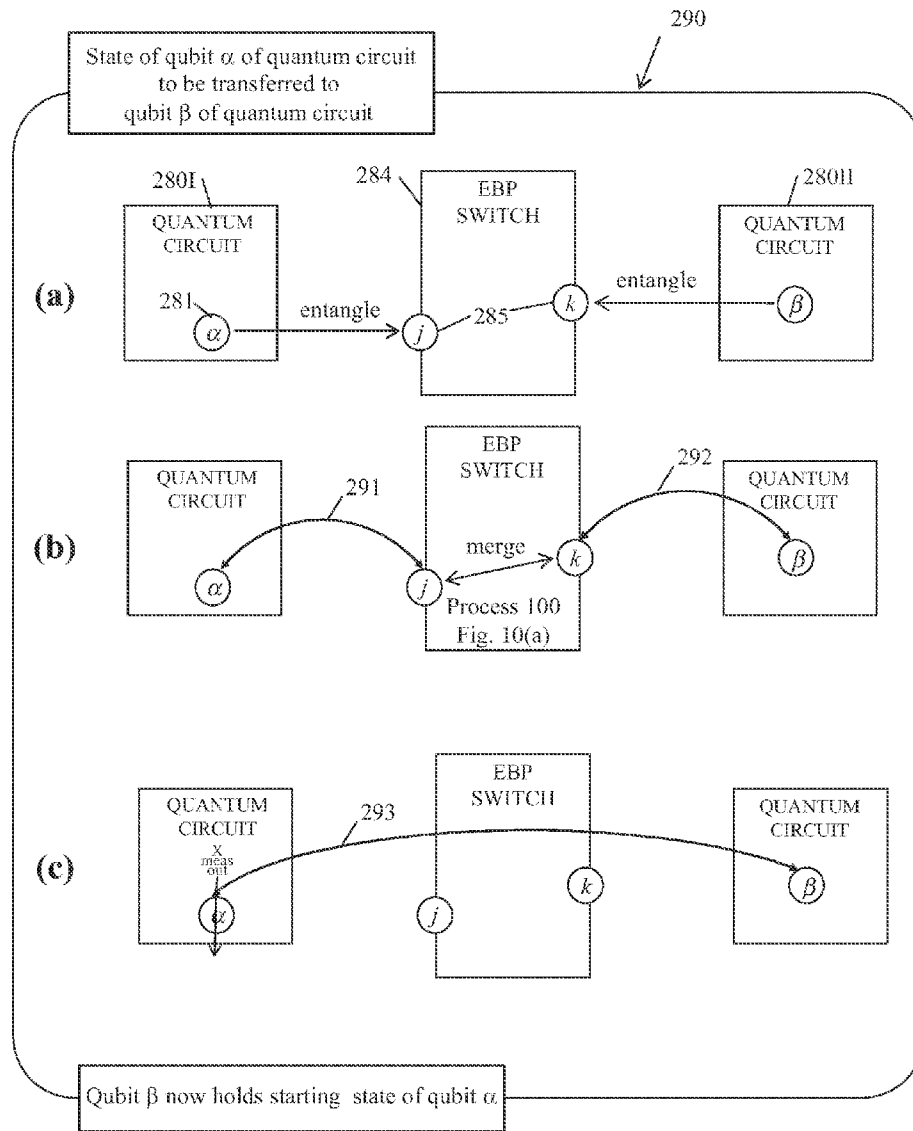 290
State of qubit α of quantum circuit
to be transferred to
qubit β of quantum circuit
280I
284
280II
QUANTUM
CIRCUIT
EBP
SWITCH
QUANTUM
CIRCUIT
(a)
281
α
entangle
j
285
k
entangle
β
EBP
SWITCH
QUANTUM
CIRCUIT
291
292
QUANTUM
CIRCUIT
(b)
merge
α
j
k
β
Process 100
Fig. 10(a)
EBP
SWITCH
QUANTUM
CIRCUIT
293
QUANTUM
CIRCUIT
(c)
X
meas
out
α
j
k
β
Qubit β now holds starting state of qubit α